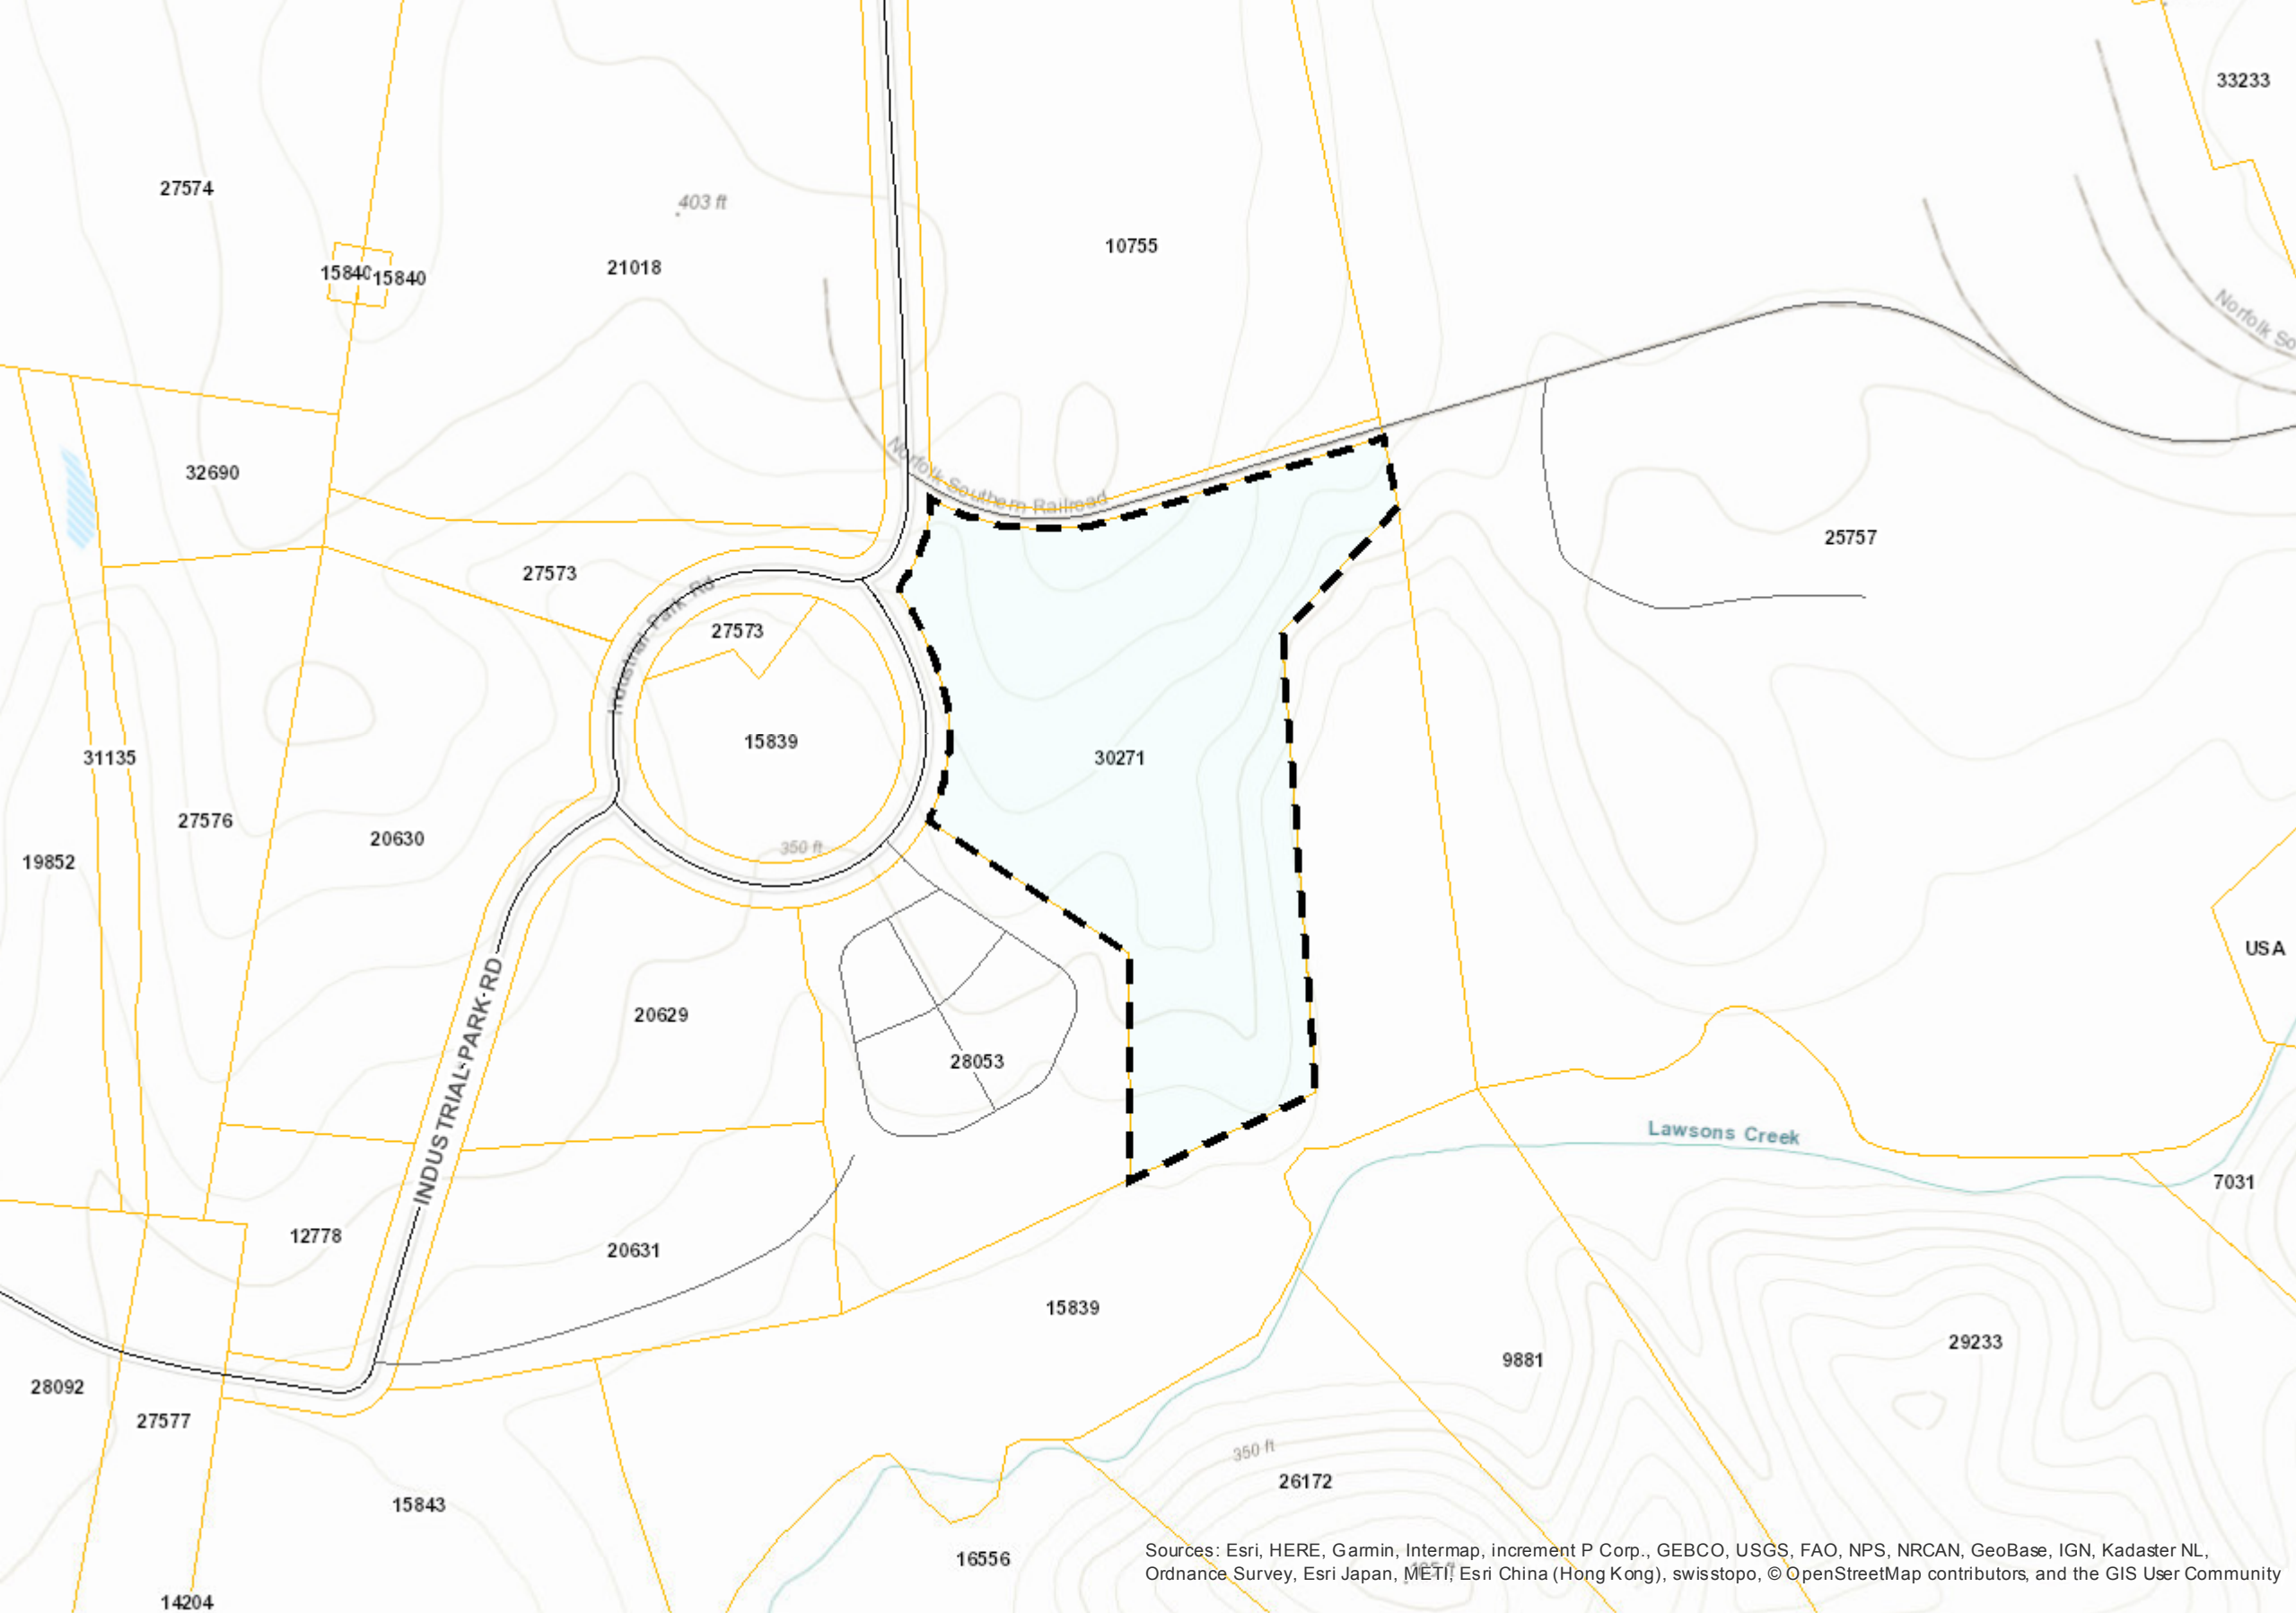 33233
27574
403 ft
10755
21018
15840
15840
Norfolk So
32690
Norfolk Southern Railroad
25757
27573
Industrial Park Rd
27573
15839
30271
31135
27576
20630
350 ft
19852
USA
INDUSTRIAL-PARK-RD
20629
28053
Lawsons Creek
7031
12778
20631
15839
29233
9881
28092
27577
350 ft
26172
15843
16556
Sources: Esri, HERE, Garmin, Intermap, increment P Corp., GEBCO, USGS, FAO, NPS, NRCAN, GeoBase, IGN, Kadaster NL,
Ordnance Survey, Esri Japan, METI, Esri China (Hong Kong), swisstopo, © OpenStreetMap contributors, and the GIS User Community
14204